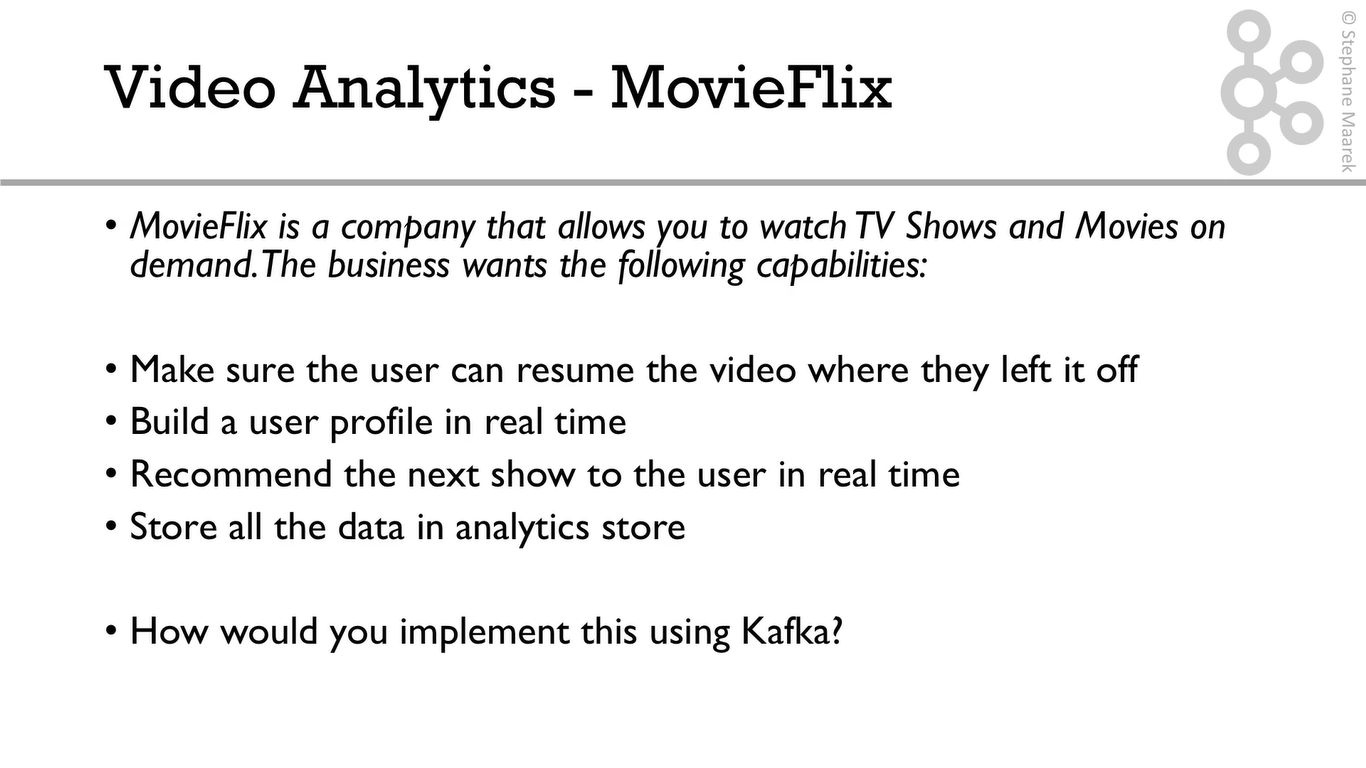 Video Analytics - MovieFlix
© Stephane Maarek
• MovieFlix is a company that allows you to watch TV Shows and Movies on
demand. The business wants the following capabilities:
• Make sure the user can resume the video where they left it off
• Build a user profile in real time
• Recommend the next show to the user in real time
• Store all the data in analytics store
• How would you implement this using Kafka?